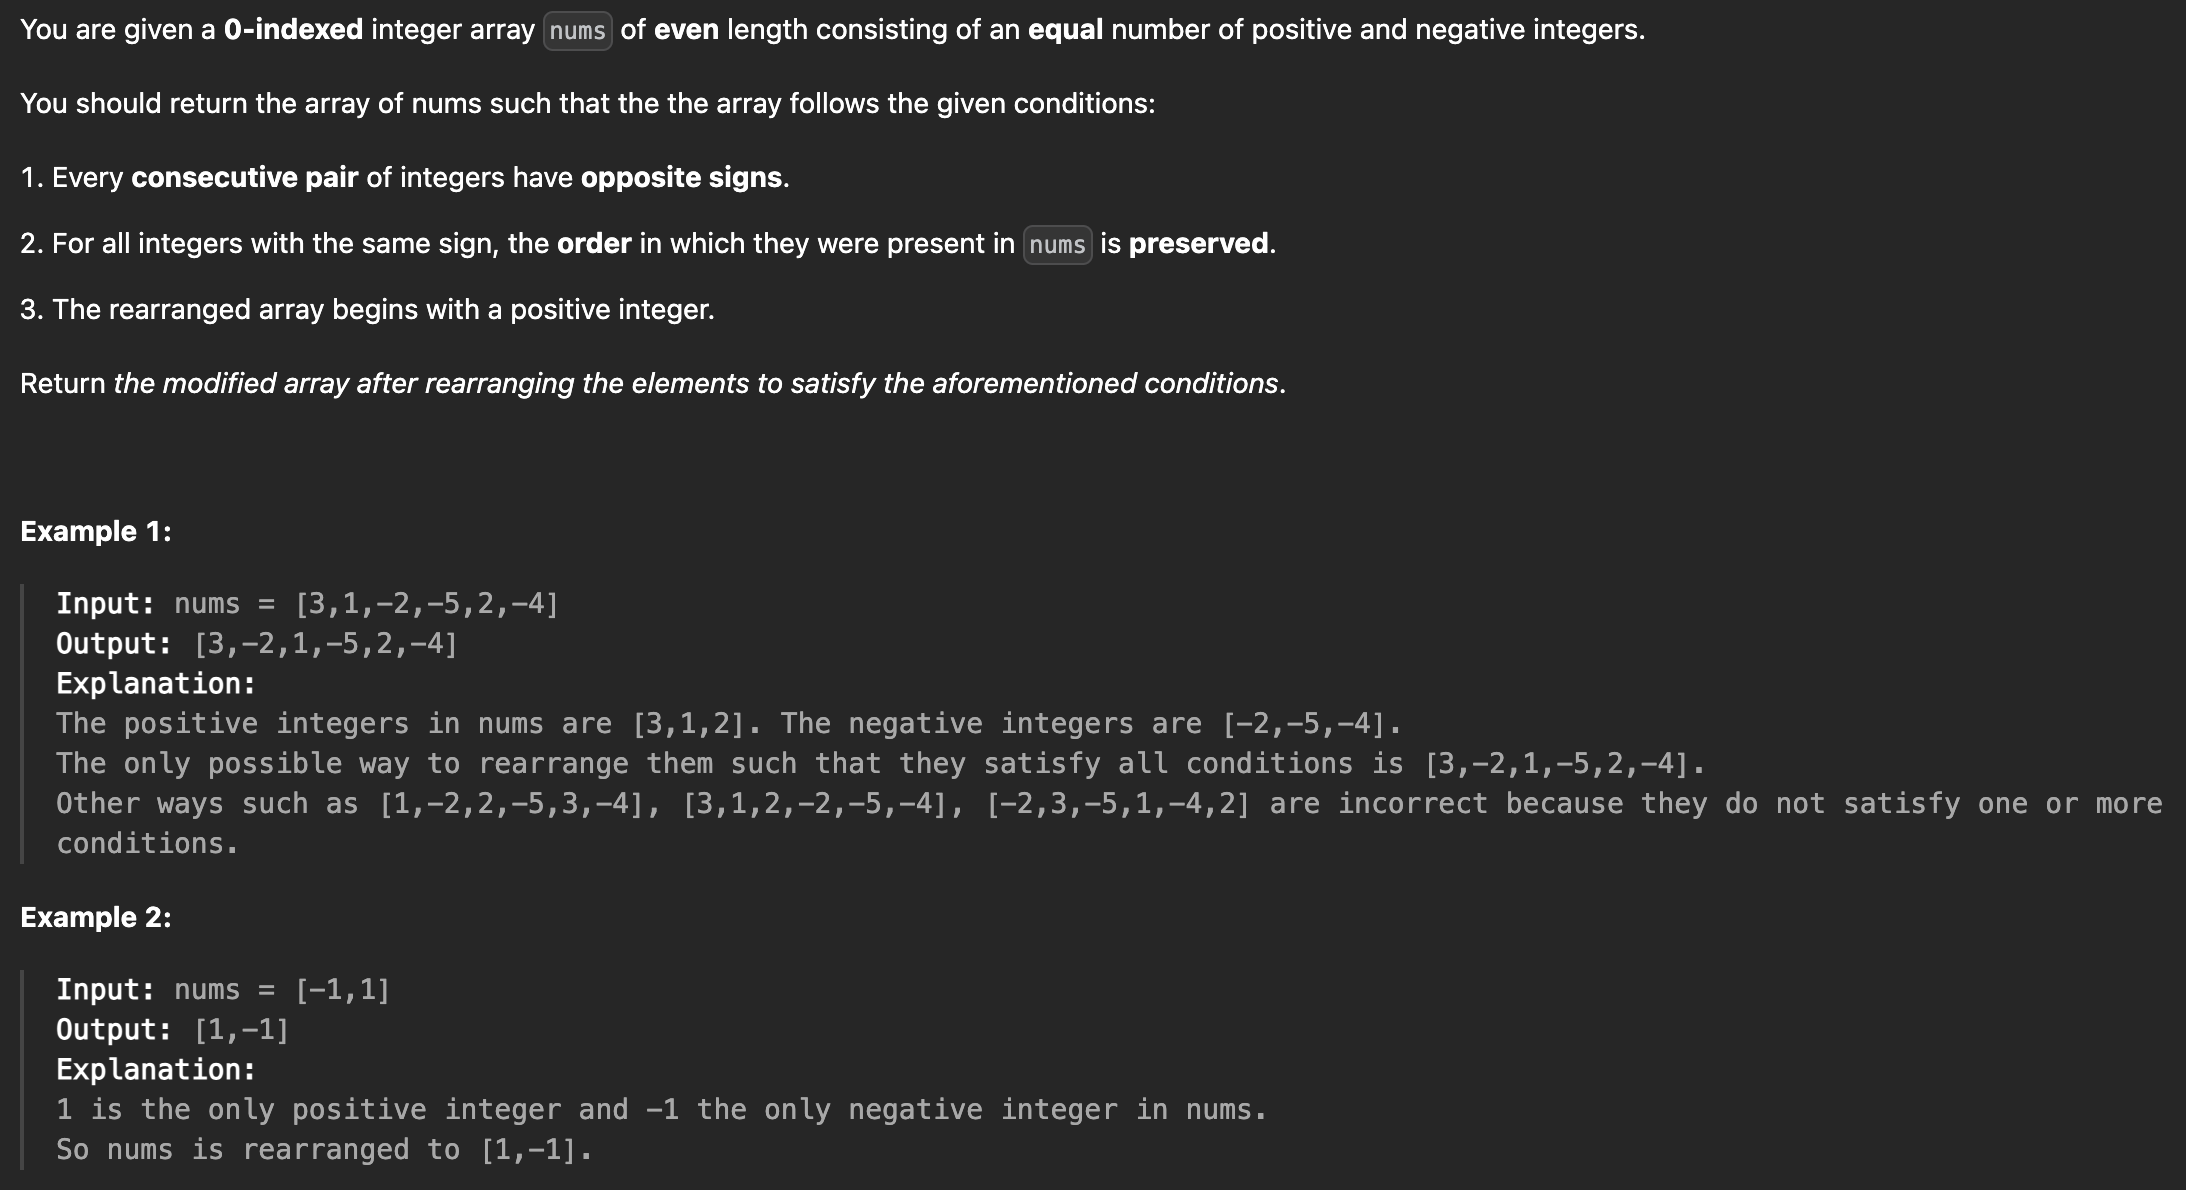 You are given a 0-indexed integer array nums of even length consisting of an equal number of positive and negative integers.
You should return the array of nums such that the the array follows the given conditions:
1. Every consecutive pair of integers have opposite signs.
2. For all integers with the same sign, the order in which they were present in nums is preserved.
3. The rearranged array begins with a positive integer.
Return the modified array after rearranging the elements to satisfy the aforementioned conditions.
Example 1:
Input: nums = [3,1,-2,-5,2,-4]
Output: [3,-2,1,-5,2,-4]
Explanation:
The positive integers in nums are [3,1,2]. The negative integers are [-2,-5,-4].
The only possible way to rearrange them such that they satisfy all conditions is [3,-2,1,-5,2,-4].
Other ways such as [1,-2,2,-5,3,-4], [3,1,2,-2,-5,-4], [-2,3,-5,1,-4,2] are incorrect because they do not satisfy one or more
conditions.
Example 2:
Input: nums = [-1,1]
Output: [1,-1]
Explanation:
1 is the only positive integer and -1 the only negative integer in nums.
So nums is rearranged to [1,-1].